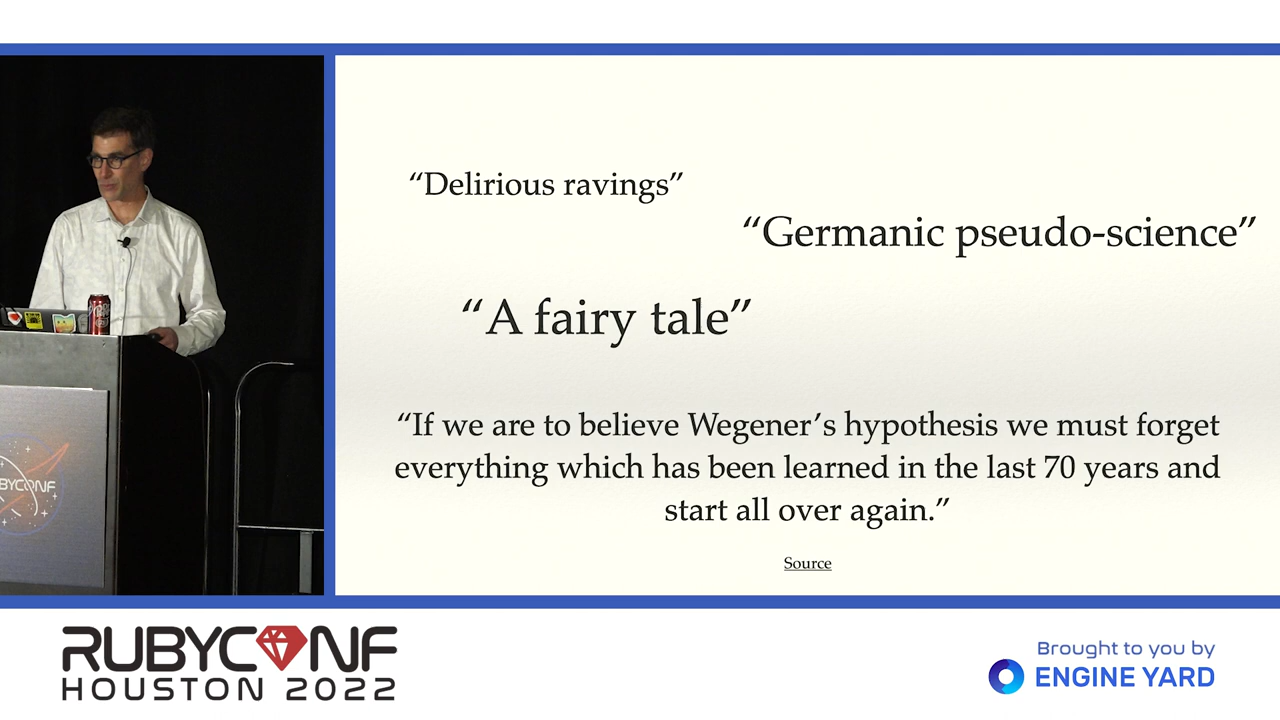 “Delirious ravings”
“Germanic pseudo-science”
“A fairy tale”
“If we are to believe Wegener’s hypothesis we must forget
everything which has been learned in the last 70 years and
start all over again.”
Source
BYCONF
RUBYCONF
HOUSTON 2022
Brought to you by
ENGINE YARD